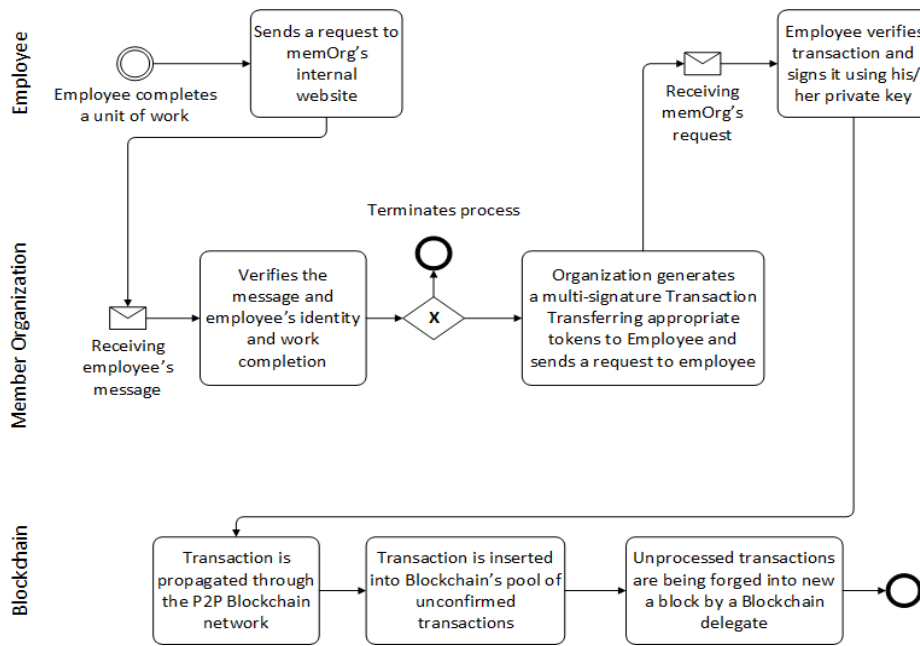 Employee
Employee completes
a unit of work
Sends a request to
memOrg's
internal
website
Receiving
memOrg's
request
Employee verifies
transaction and
signs it using his/
her private key
Member Organization
Receiving
employee's
message
Verifies the
message and
employee's identity
and work
completion
Terminates process
X
Organization generates
a multi-signature Transaction
Transferring appropriate
tokens to Employee and
sends a request to employee
Blockchain
Transaction is
propagated through
the P2P Blockchain
network
Transaction is inserted
into Blockchain's pool of
unconfirmed
transactions
Unprocessed transactions
are being forged into new
a block by a Blockchain
delegate